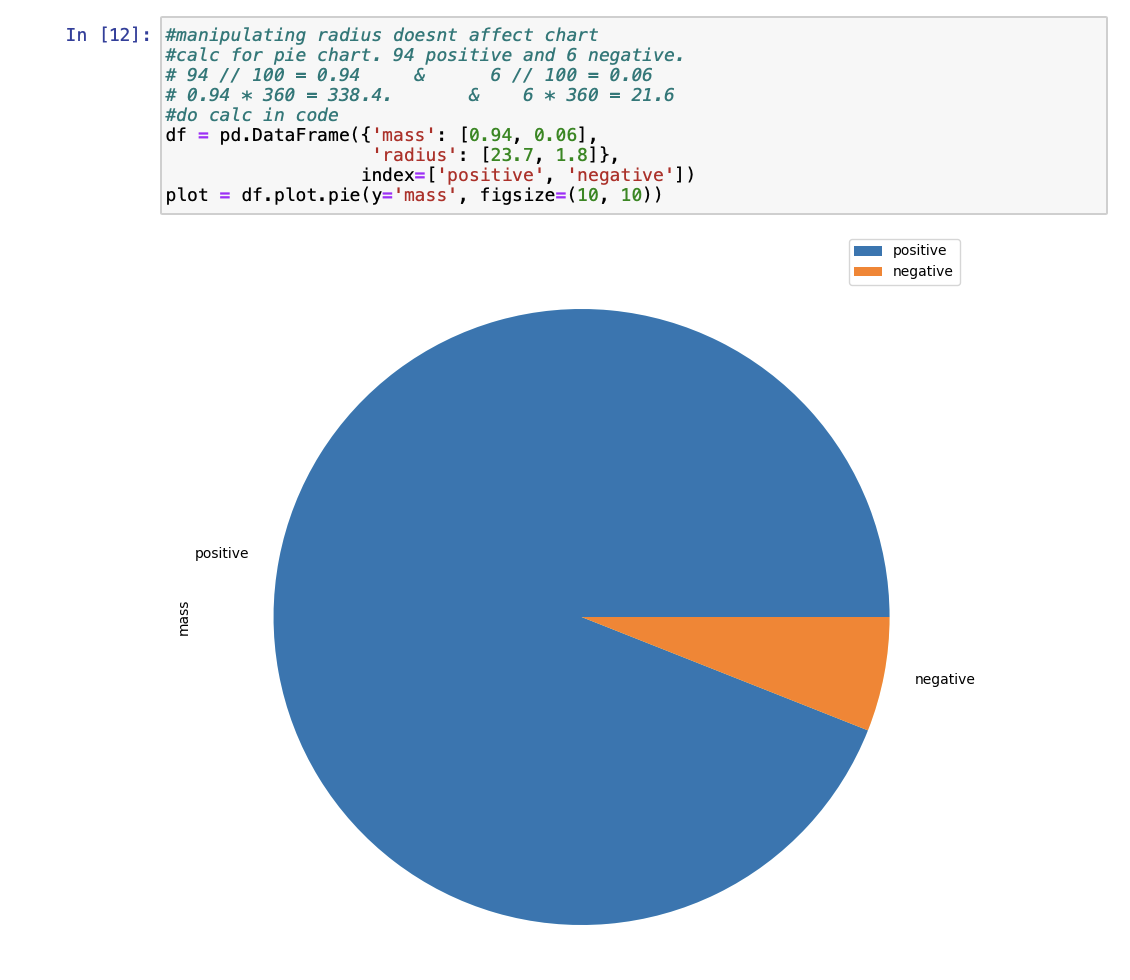 In [12]:
#manipulating radius doesnt affect chart
#calc for pie chart. 94 positive and 6 negative.
# 94 // 100 = 0.94     &      6 // 100 = 0.06
# 0.94 * 360 = 338.4.       &    6 * 360 = 21.6
#do calc in code
df = pd.DataFrame({'mass': [0.94, 0.06],
                   'radius': [23.7, 1.8]},
                  index=['positive', 'negative'])
plot = df.plot.pie(y='mass', figsize=(10, 10))
positive
negative
positive
mass
negative